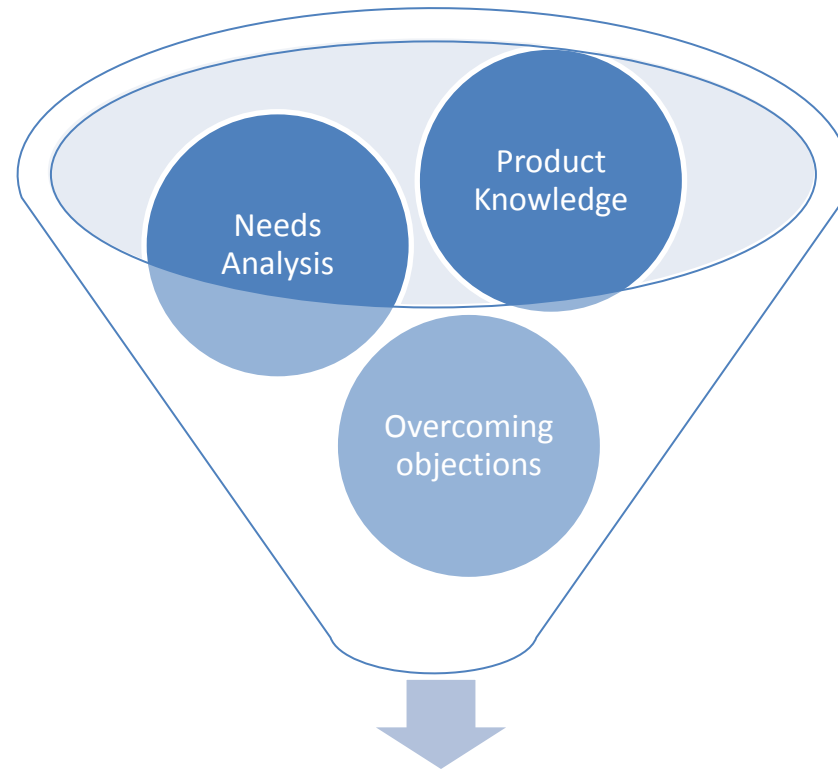 Product
Knowledge
Needs
Analysis
Overcoming
objections